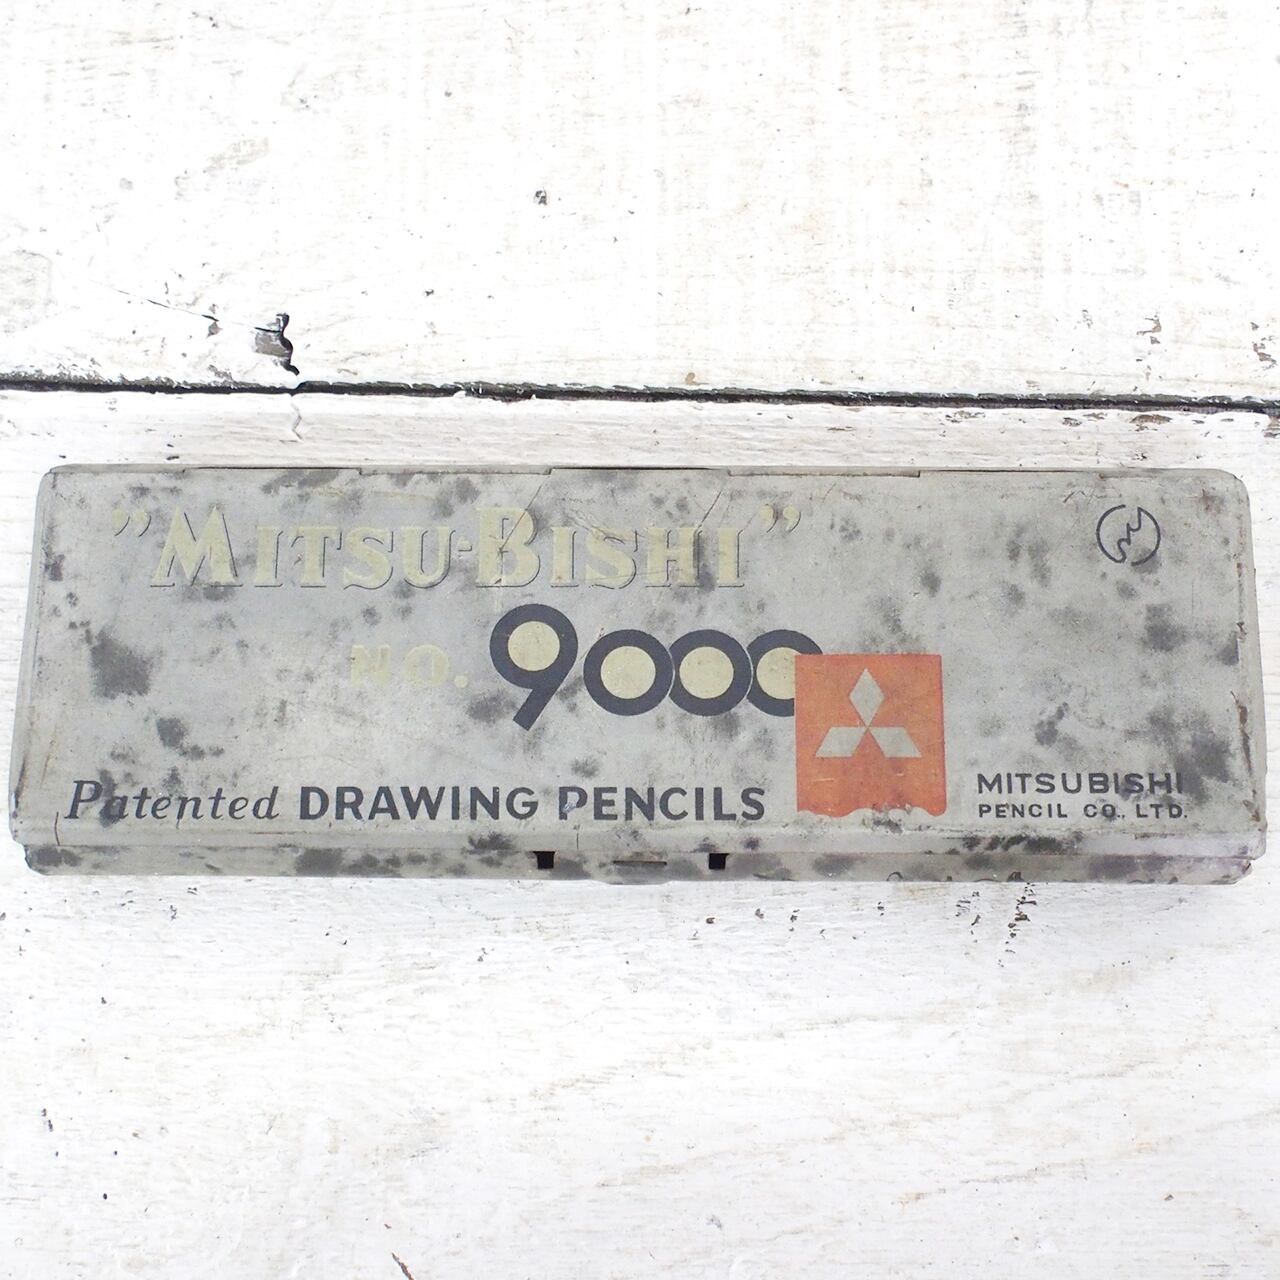 ”MITSU-BISHI”
NO. 9000
Patented DRAWING PENCILS
MITSUBISHI
PENCIL CO., LTD.